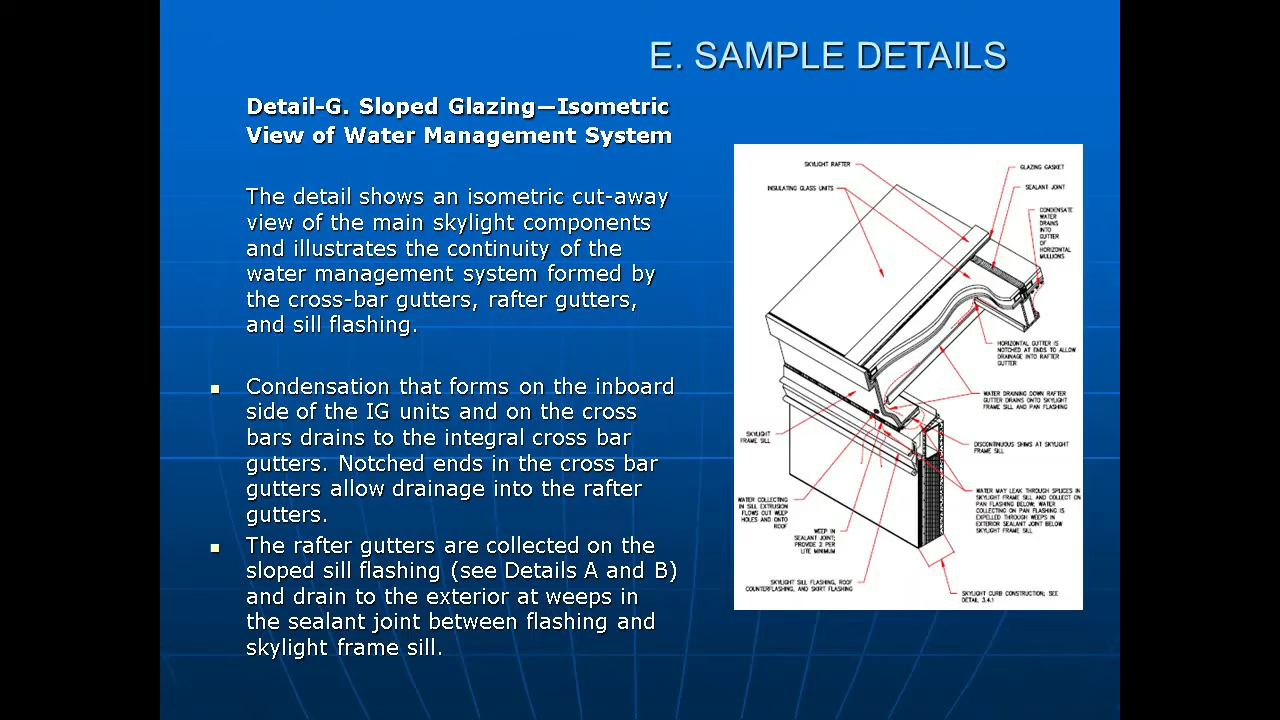 E. SAMPLE DETAILS
Detail-G. Sloped Glazing—Isometric
View of Water Management System
The detail shows an isometric cut-away
view of the main skylight components
and illustrates the continuity of the
water management system formed by
the cross-bar gutters, rafter gutters,
and sill flashing.
Condensation that forms on the inboard
side of the IG units and on the cross
bars drains to the integral cross bar
gutters. Notched ends in the cross bar
gutters allow drainage into the rafter
gutters.
The rafter gutters are collected on the
sloped sill flashing (see Details A and B)
and drain to the exterior at weeps in
the sealant joint between flashing and
skylight frame sill.
SKYLIGHT RAFTER
INSULATING GLASS UNITS
GLAZING GASKET
SEALANT JOINT
CONDENSATE
WATER
DRAINS
INTO
GUTTER
OF
HORIZONTAL
MULLIONS
HORIZONTAL GUTTER IS
NOTCHED AT ENDS TO ALLOW
DRAINAGE INTO RAFTER
GUTTER
WATER DRAINING DOWN RAFTER
GUTTER DRAINS ONTO SKYLIGHT
FRAME SILL AND PAN FLASHING
SKYLIGHT
FRAME SILL
DISCONTINUOUS SHIMS AT SKYLIGHT
FRAME SILL
WATER MAY LEAK THROUGH SPLICES IN
SKYLIGHT FRAME SILL AND COLLECT ON
PAN FLASHING BELOW; WATER
COLLECTING ON PAN FLASHING IS
EXPELLED THROUGH WEEPS IN
EXTERIOR SEALANT JOINT BELOW
SKYLIGHT FRAME SILL
WATER COLLECTING
IN SILL EXTRUSION
FLOWS OUT WEEP
HOLES AND ONTO
ROOF
WEEP IN
SEALANT JOINT;
PROVIDE 2 PER
LITE MINIMUM
SKYLIGHT SILL FLASHING, ROOF
COUNTERFLASHING, AND SKIRT FLASHING
SKYLIGHT CURB CONSTRUCTION; SEE
DETAIL 3.4.1